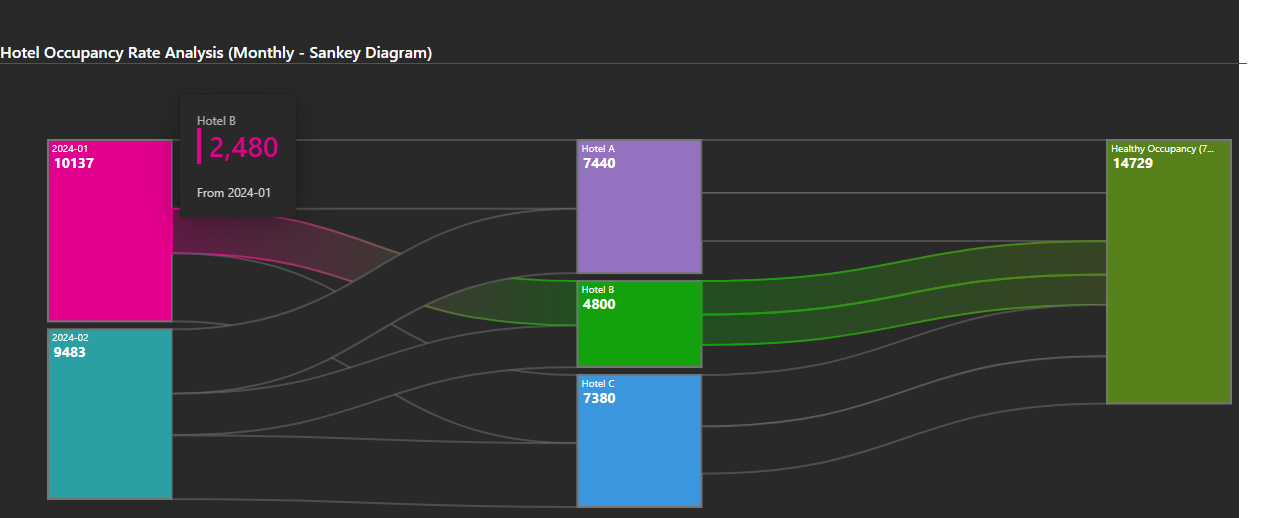 Hotel Occupancy Rate Analysis (Monthly - Sankey Diagram)
Hotel B
2,480
From 2024-01
2024-01
10137
Hotel A
7440
Healthy Occupancy (7...
14729
Hotel B
4800
2024-02
9483
Hotel C
7380